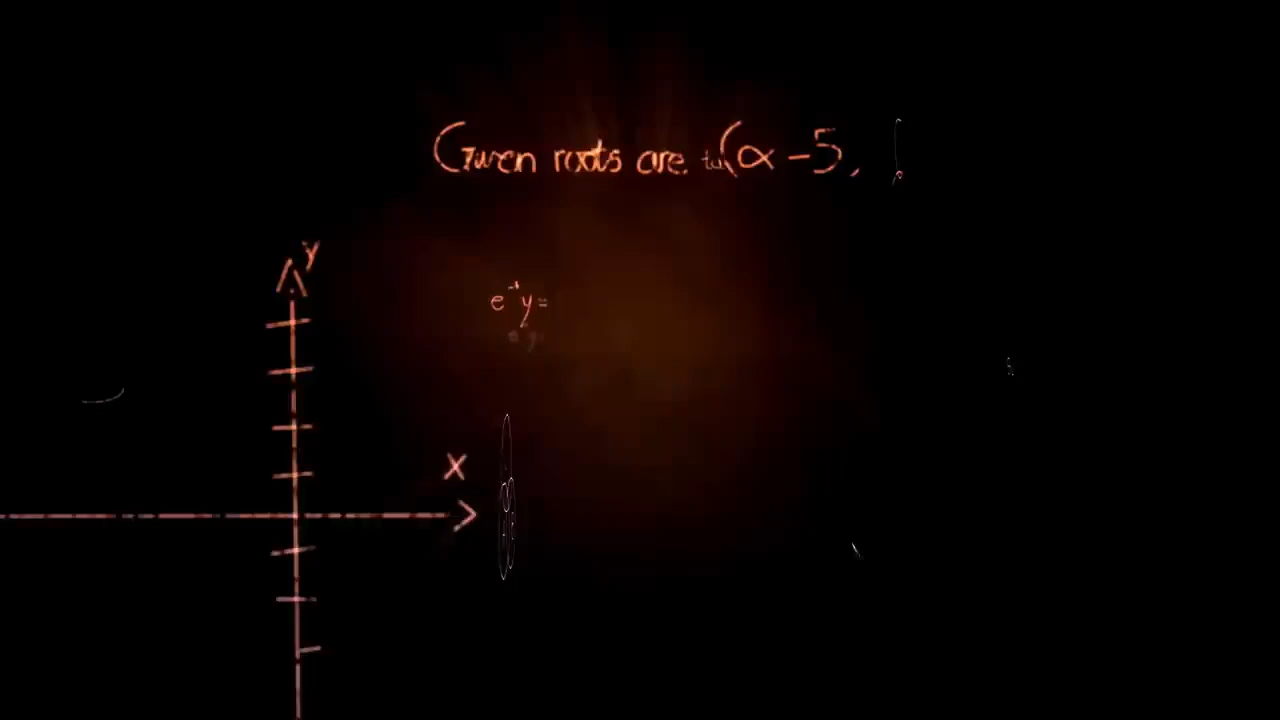 Given roots are (α - 5,
y
e y =
X